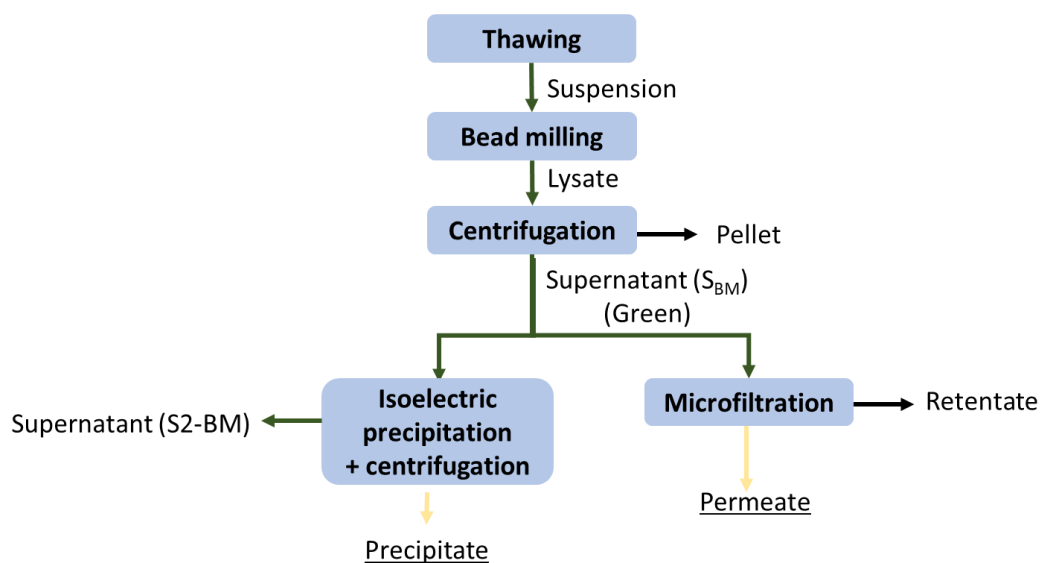 Thawing
Suspension
Bead milling
Lysate
Centrifugation
Pellet
Supernatant (SBM)
(Green)
Isoelectric
precipitation
+ centrifugation
Supernatant (S2-BM)
Microfiltration
Retentate
Permeate
Precipitate